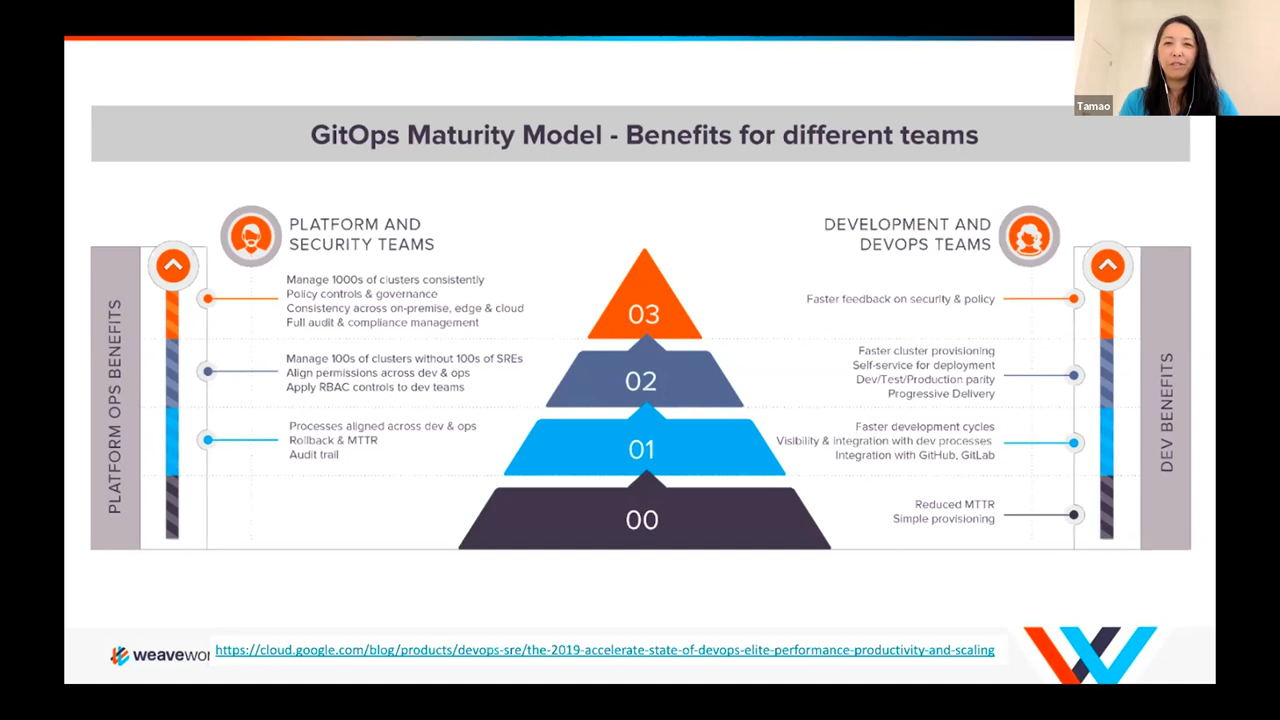 Tamao
GitOps Maturity Model - Benefits for different teams
PLATFORM AND
SECURITY TEAMS
DEVELOPMENT AND
DEVOPS TEAMS
PLATFORM OPS BENEFITS
Manage 1000s of clusters consistently
Policy controls & governance
Consistency across on-premise, edge & cloud
Full audit & compliance management
Manage 100s of clusters without 100s of SREs
Align permissions across dev & ops
Apply RBAC controls to dev teams
Processes aligned across dev & ops
Rollback & MTTR
Audit trail
03
02
01
00
Faster feedback on security & policy
Faster cluster provisioning
Self-service for deployment
Dev/Test/Production parity
Progressive Delivery
Faster development cycles
Visibility & integration with dev processes
Integration with GitHub, GitLab
Reduced MTTR
Simple provisioning
DEV BENEFITS
weavewor
https://cloud.google.com/blog/products/devops-sre/the-2019-accelerate-state-of-devops-elite-performance-productivity-and-scaling